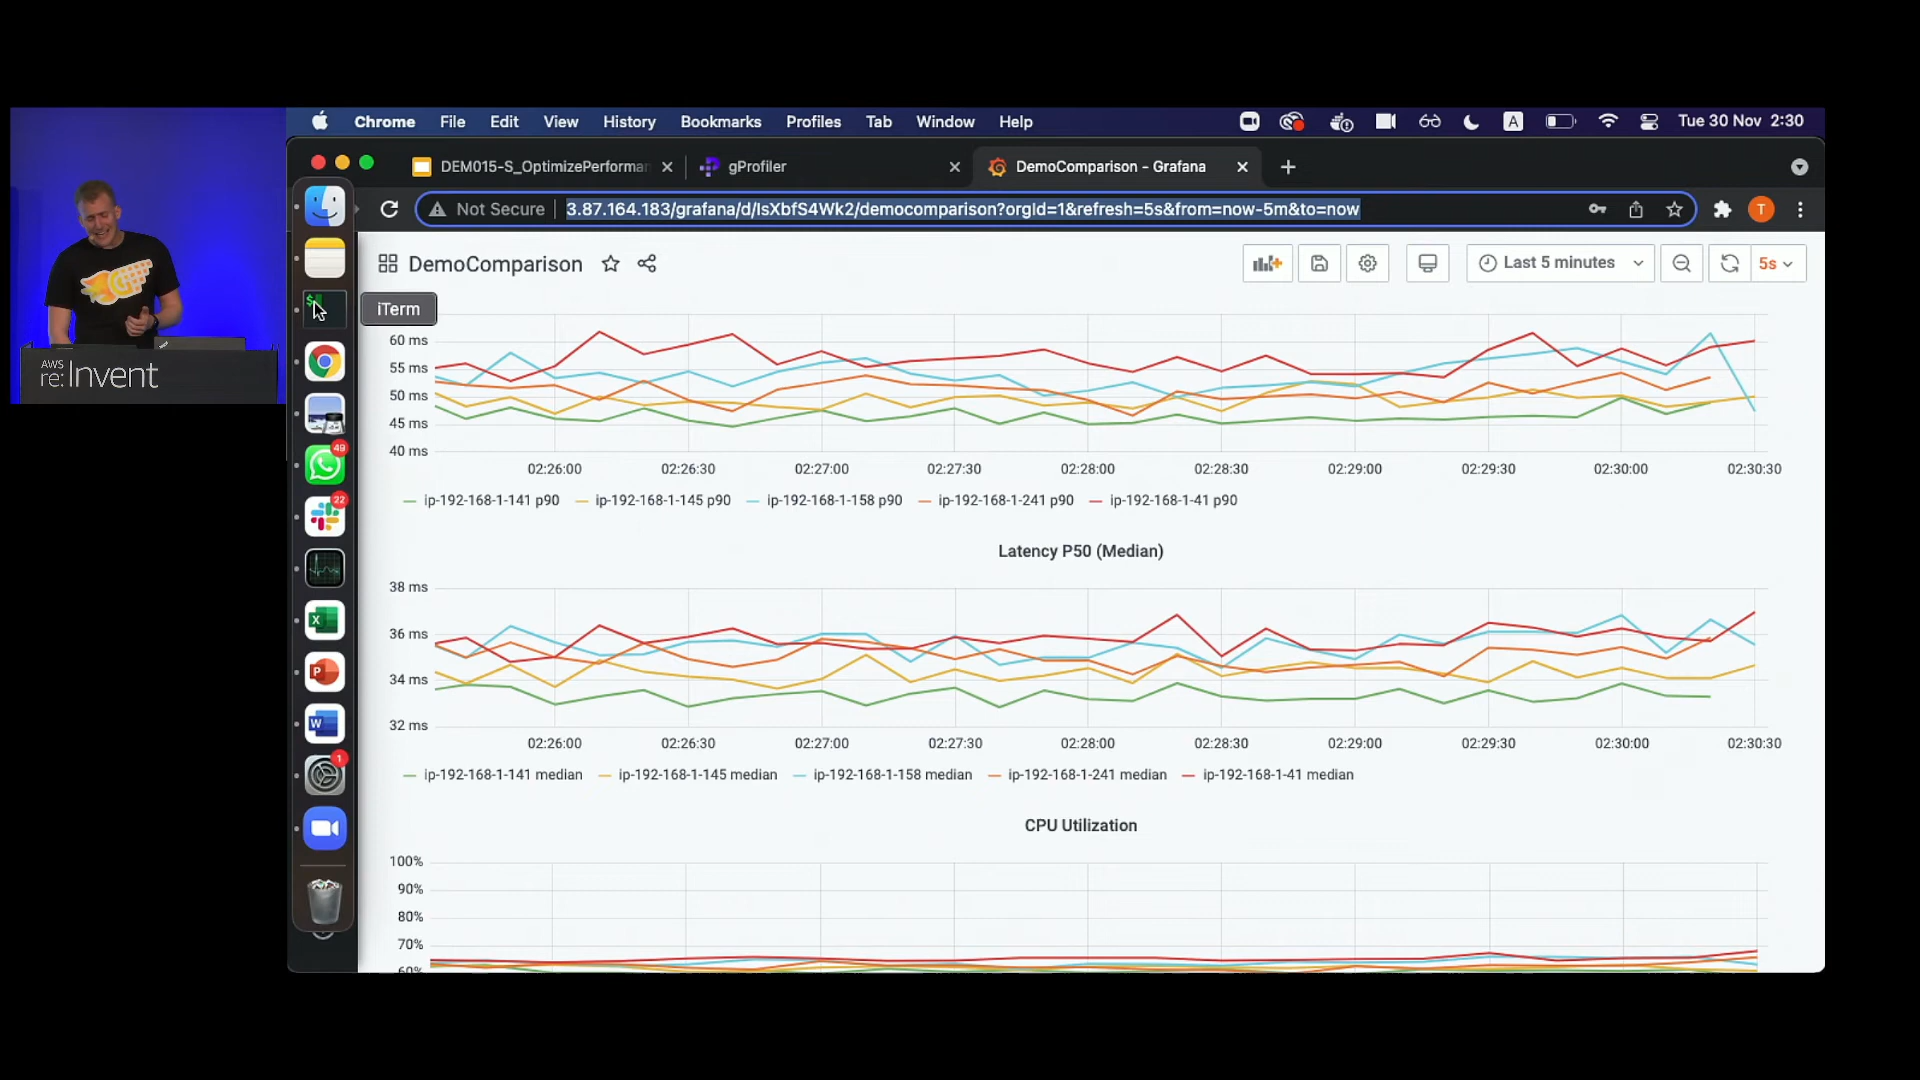 Chrome File Edit View History Bookmarks Profiles Tab Window Help A Tue 30 Nov 2:30
DEM015-S_OptimizePerforma
gProfiler
DemoComparison - Grafana
Not Secure 3.87.164.183/grafana/d/IsXbfS4Wk2/democomparison?orgId=1&refresh=5s&from=now-5m&to=now T
DemoComparison
Last 5 minutes
5s
iTerm
AWS
re:Invent
49
22
X
P
W
1
60 ms
55 ms
50 ms
45 ms
40 ms
02:26:00 02:26:30 02:27:00 02:27:30 02:28:00 02:28:30 02:29:00 02:29:30 02:30:00 02:30:30
ip-192-168-1-141 p90 ip-192-168-1-145 p90 ip-192-168-1-158 p90 ip-192-168-1-241 p90 ip-192-168-1-41 p90
Latency P50 (Median)
38 ms
36 ms
34 ms
32 ms
02:26:00 02:26:30 02:27:00 02:27:30 02:28:00 02:28:30 02:29:00 02:29:30 02:30:00 02:30:30
ip-192-168-1-141 median ip-192-168-1-145 median ip-192-168-1-158 median ip-192-168-1-241 median ip-192-168-1-41 median
CPU Utilization
100%
90%
80%
70%
60%